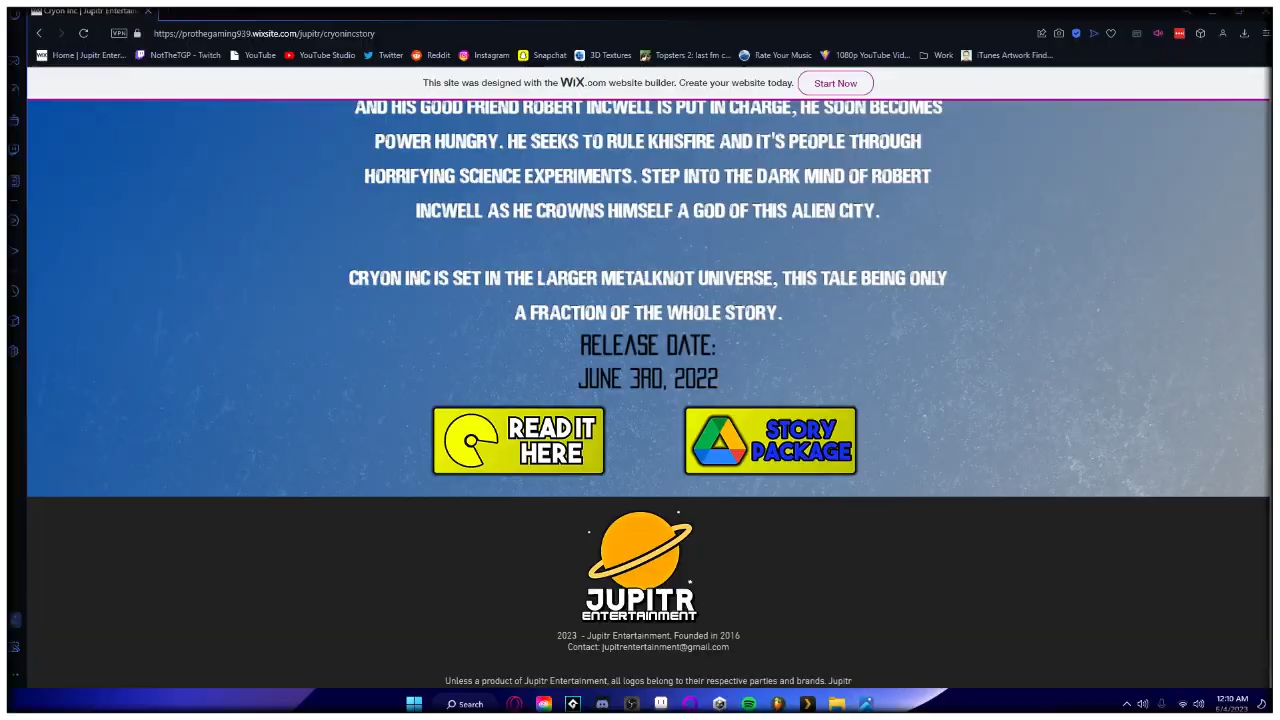 Cryon Inc | Jupitr Entertain
VPN
https://prothegaming939.wixsite.com/jupitr/cryonincstory
WIX Home | Jupitr Enter...
NotTheTGP - Twitch
YouTube
YouTube Studio
Twitter
Reddit
Instagram
Snapchat
3D Textures
Topsters 2: last fm c...
Rate Your Music
1080p YouTube Vid...
Work
iTunes Artwork Find...
This site was designed with the WIX.com website builder. Create your website today.
Start Now
AND HIS GOOD FRIEND ROBERT INCWELL IS PUT IN CHARGE, HE SOON BECOMES
POWER HUNGRY. HE SEEKS TO RULE KHISFIRE AND IT'S PEOPLE THROUGH
HORRIFYING SCIENCE EXPERIMENTS. STEP INTO THE DARK MIND OF ROBERT
INCWELL AS HE CROWNS HIMSELF A GOD OF THIS ALIEN CITY.
CRYON INC IS SET IN THE LARGER METALKNOT UNIVERSE, THIS TALE BEING ONLY
A FRACTION OF THE WHOLE STORY.
RELEASE DATE:
JUNE 3RD, 2022
READ IT
HERE
STORY
PACKAGE
JUPITR
ENTERTAINMENT
2023 - Jupitr Entertainment, Founded in 2016
Contact: jupitrentertainment@gmail.com
Unless a product of Jupitr Entertainment, all logos belong to their respective parties and brands. Jupitr
Search
12:10 AM
6/4/2023